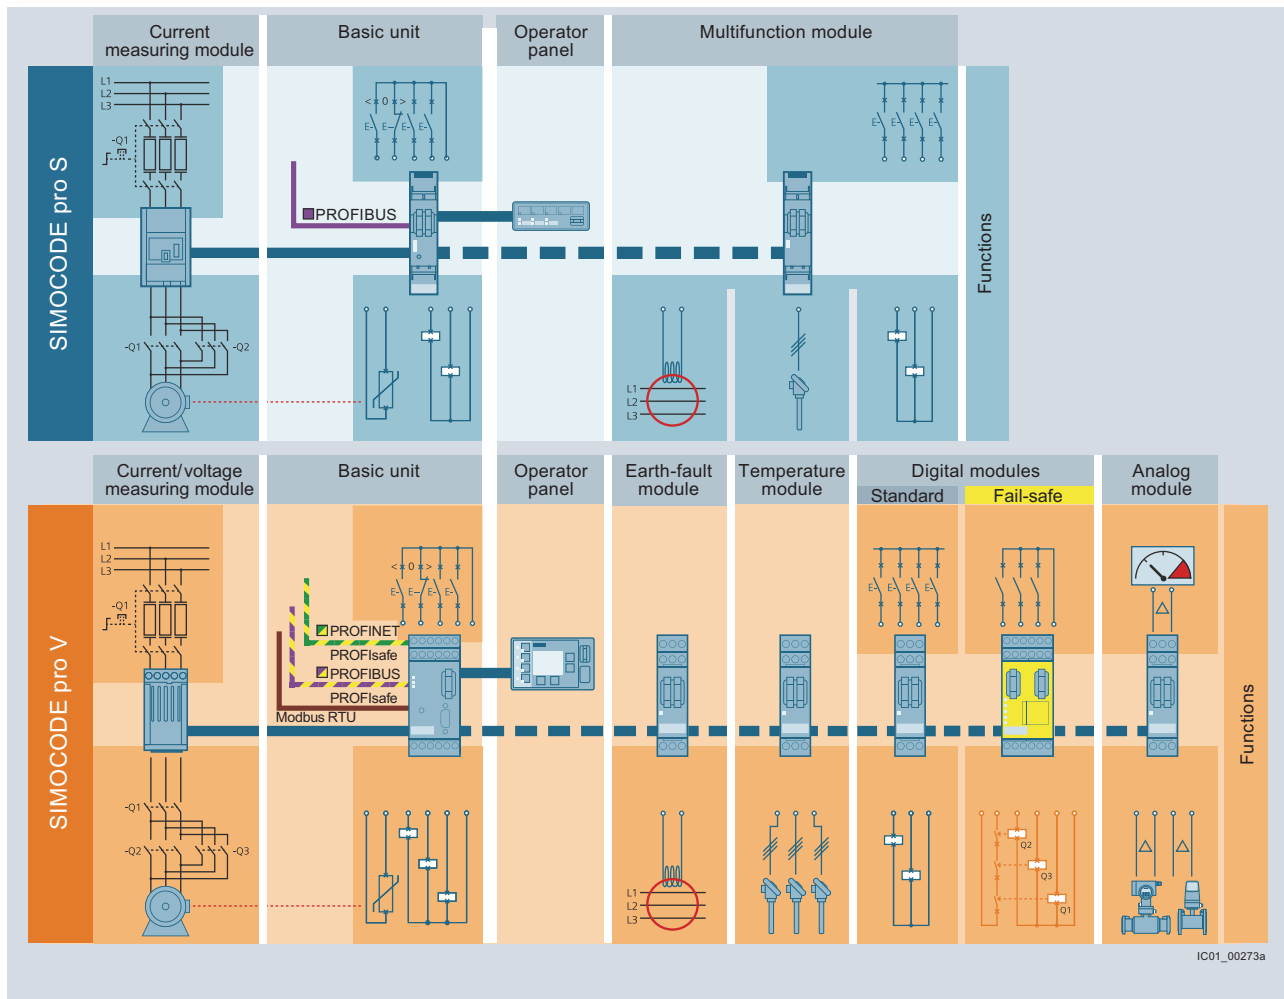 Current
measuring module
Basic unit
Operator
panel
Multifunction module
SIMOCODE pro S
L1
L2
L3
-Q1
< 0 >
E- E- E- E-
E- E- E- E-
PROFIBUS
Functions
-Q1
-Q2
L1
L2
L3
Current/voltage
measuring module
Basic unit
Operator
panel
Earth-fault
module
Temperature
module
Digital modules
Standard
Fail-safe
Analog
module
SIMOCODE pro V
L1
L2
L3
-Q1
< 0 >
E- E- E- E-
E- E- E- E-
PROFINET
PROFIsafe
PROFIBUS
PROFIsafe
Modbus RTU
Functions
-Q1
-Q2
-Q3
L1
L2
L3
Q2
Q3
Q1
IC01_00273a